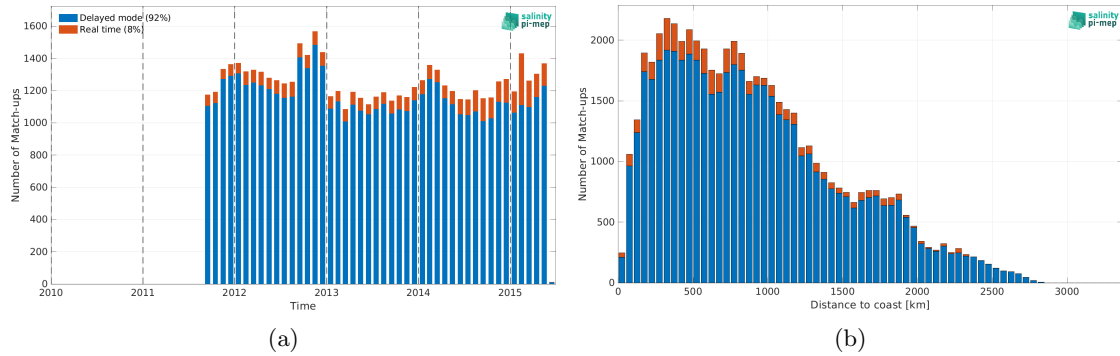 Delayed mode (92%)
Real time (8%)
salinity
pi-mep
Number of Match-ups
1600
1400
1200
1000
800
600
400
200
0
2010
2011
2012
2013
2014
2015
Time
(a)
salinity
pi-mep
Number of Match-ups
2000
1500
1000
500
0
0
500
1000
1500
2000
2500
3000
Distance to coast [km]
(b)